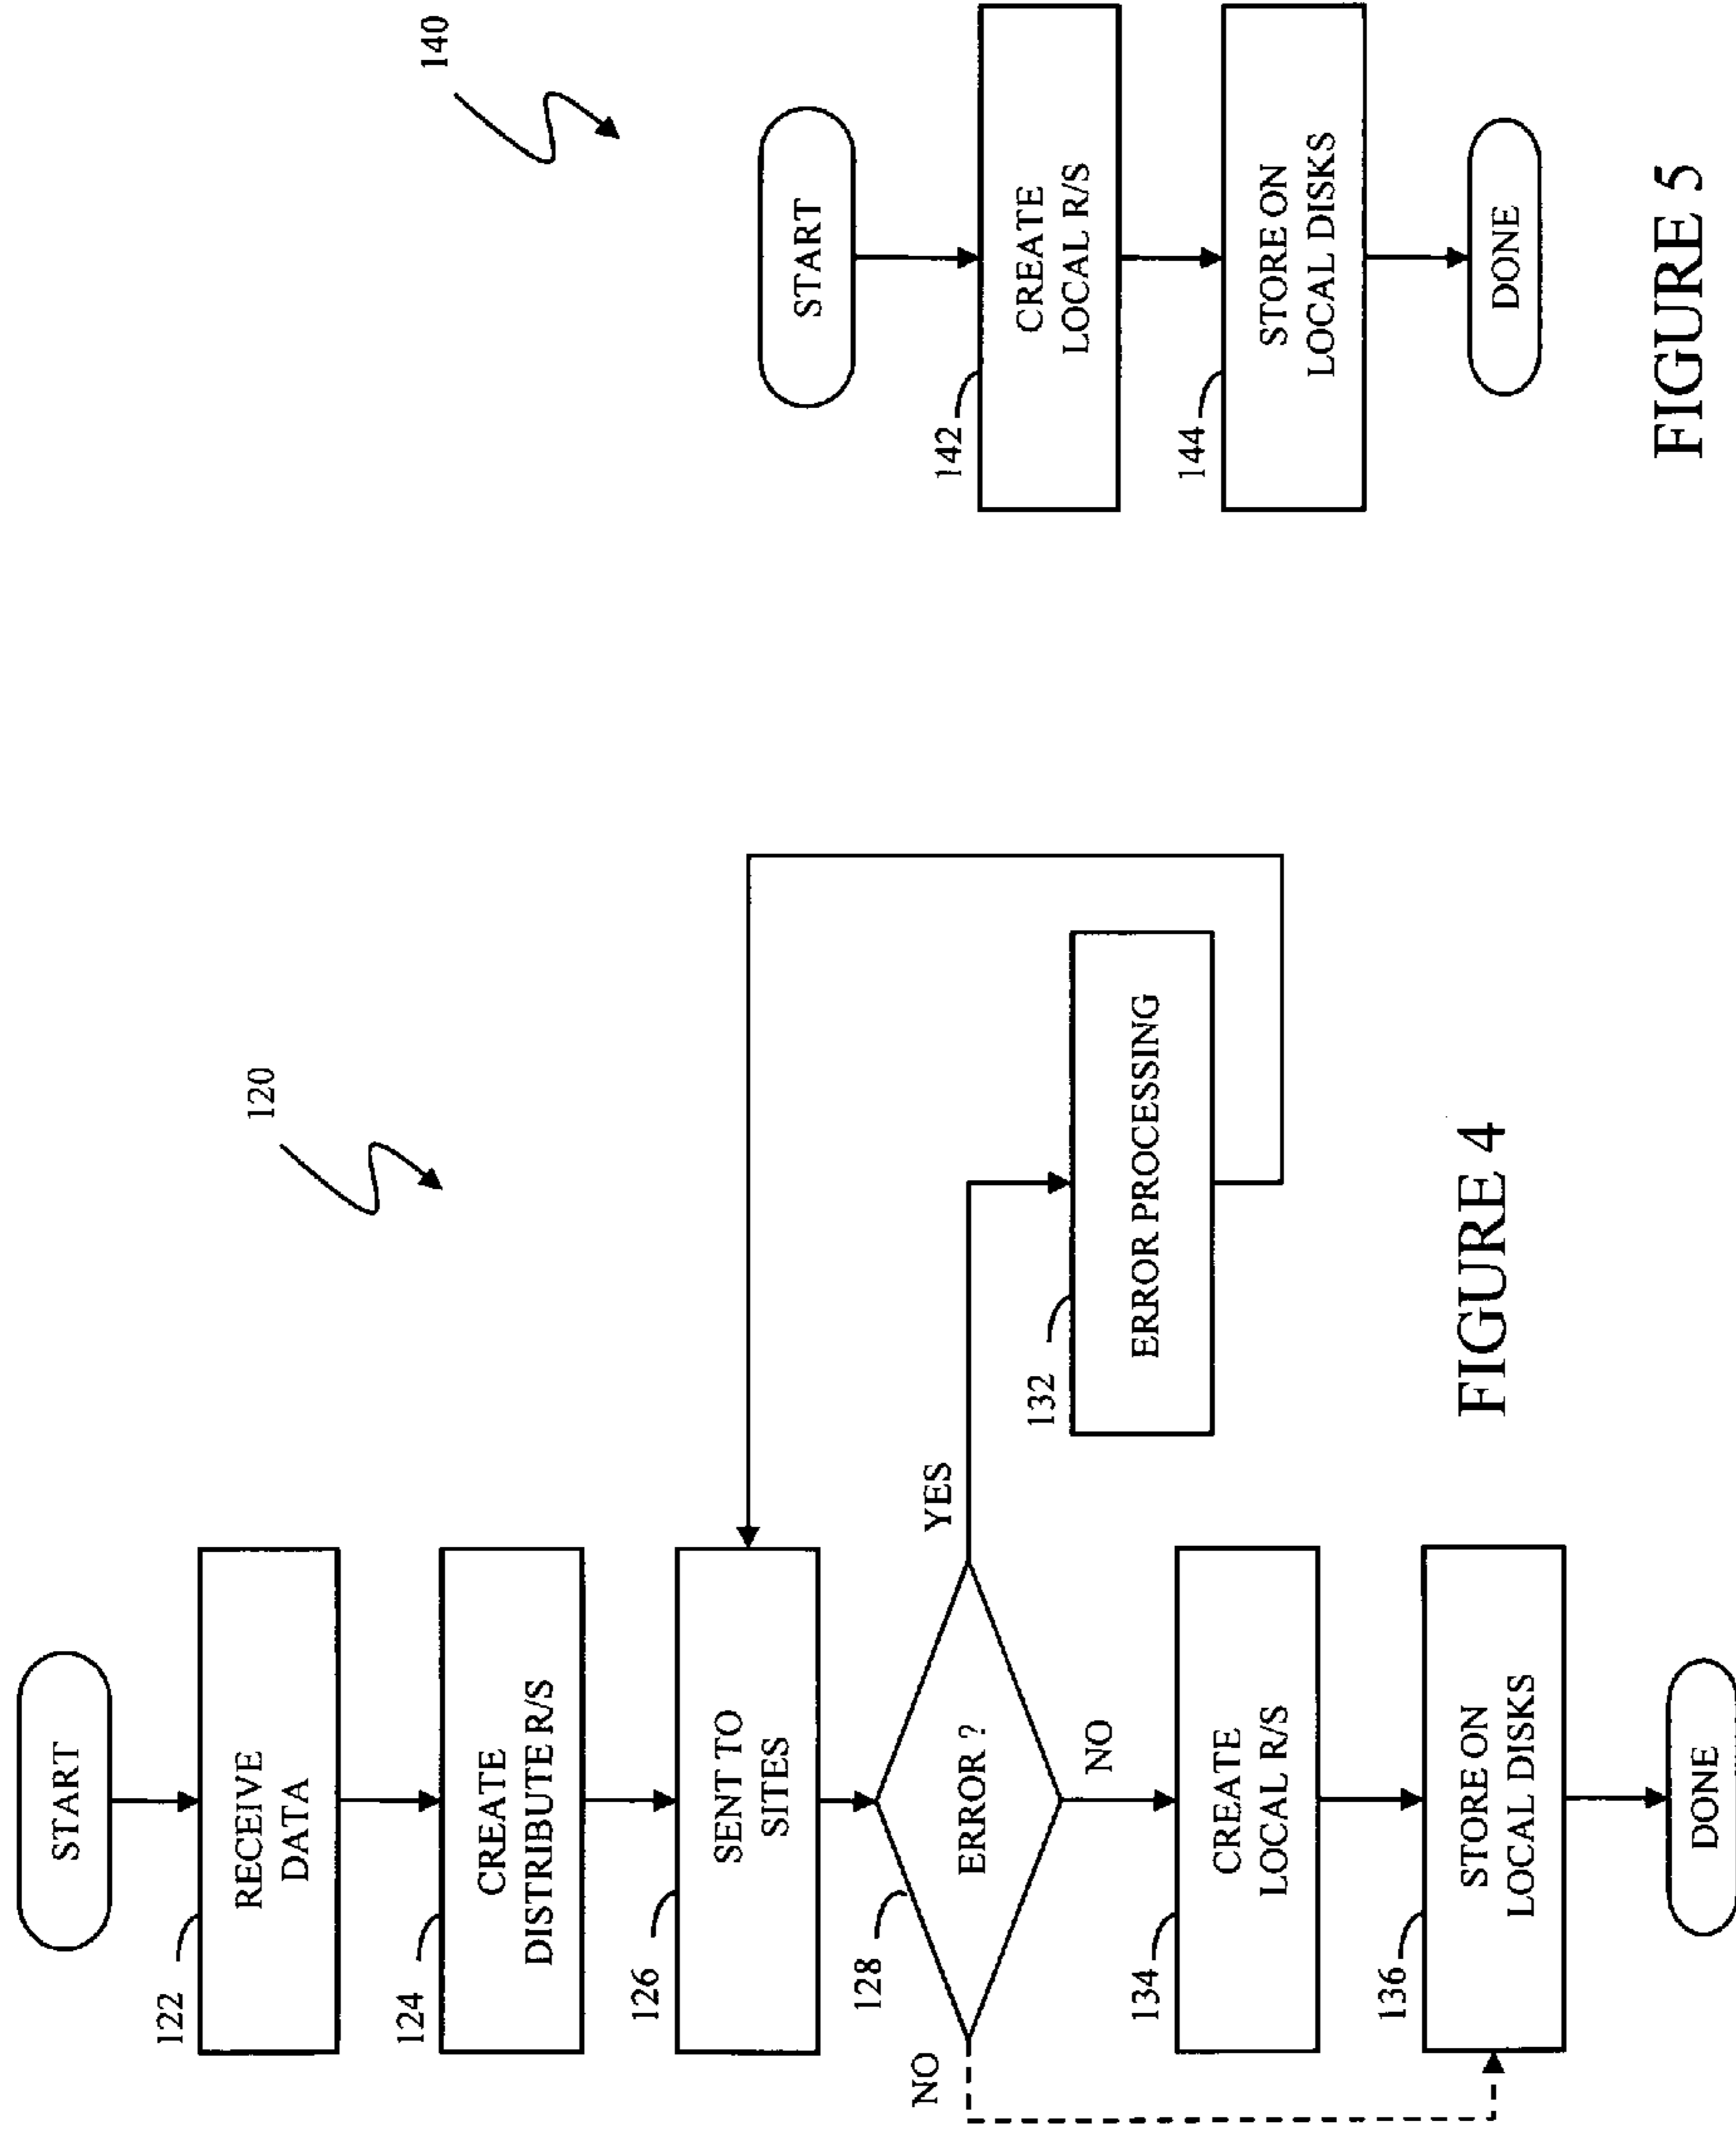 120
START
122
RECEIVE
DATA
124
CREATE
DISTRIBUTE R/S
126
SENT TO
SITES
128
ERROR ?
YES
NO
NO
132
ERROR PROCESSING
134
CREATE
LOCAL R/S
136
STORE ON
LOCAL DISKS
DONE
FIGURE 4
140
START
142
CREATE
LOCAL R/S
144
STORE ON
LOCAL DISKS
DONE
FIGURE 5